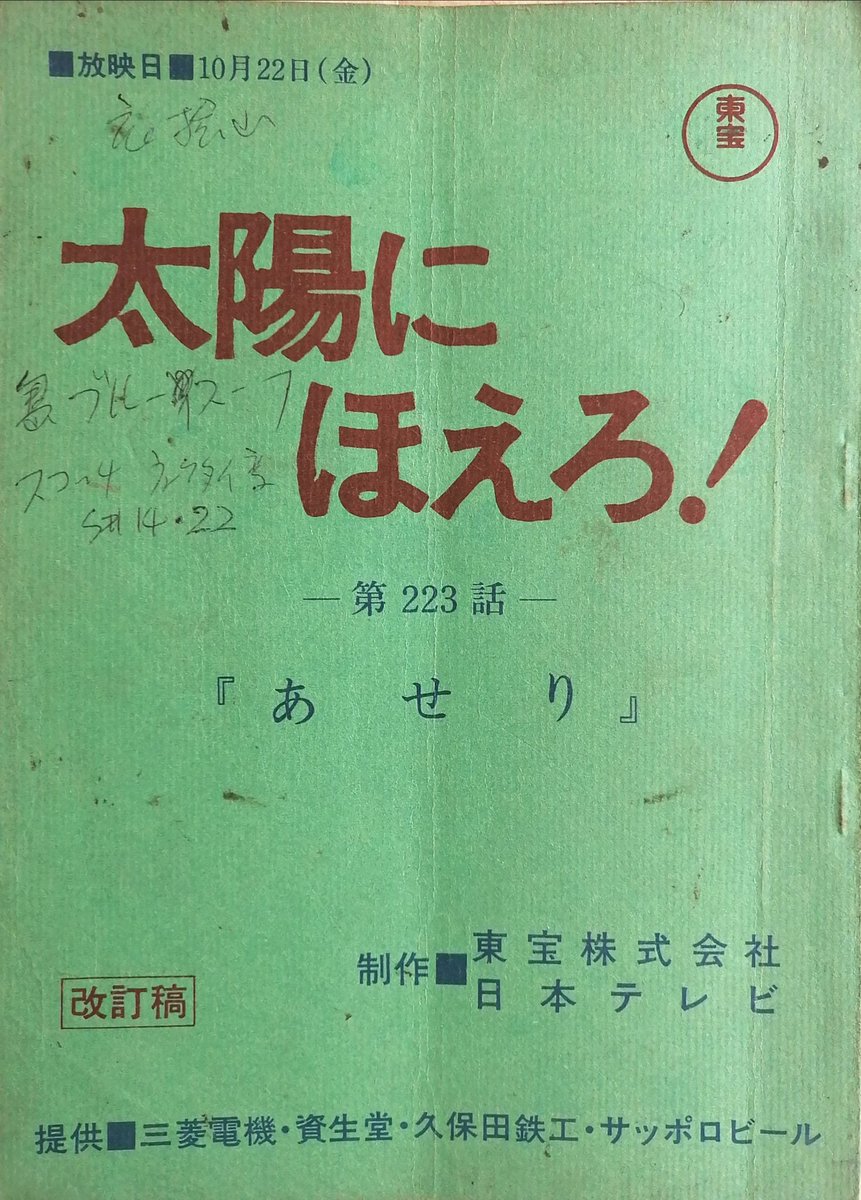 ■放映日■10月22日(金)
東宝
太陽に
ほえろ!
S#14・22
―第223話―
『あせり』
制作■東宝株式会社
日本テレビ
改訂稿
提供■三菱電機・資生堂・久保田鉄工・サッポロビール